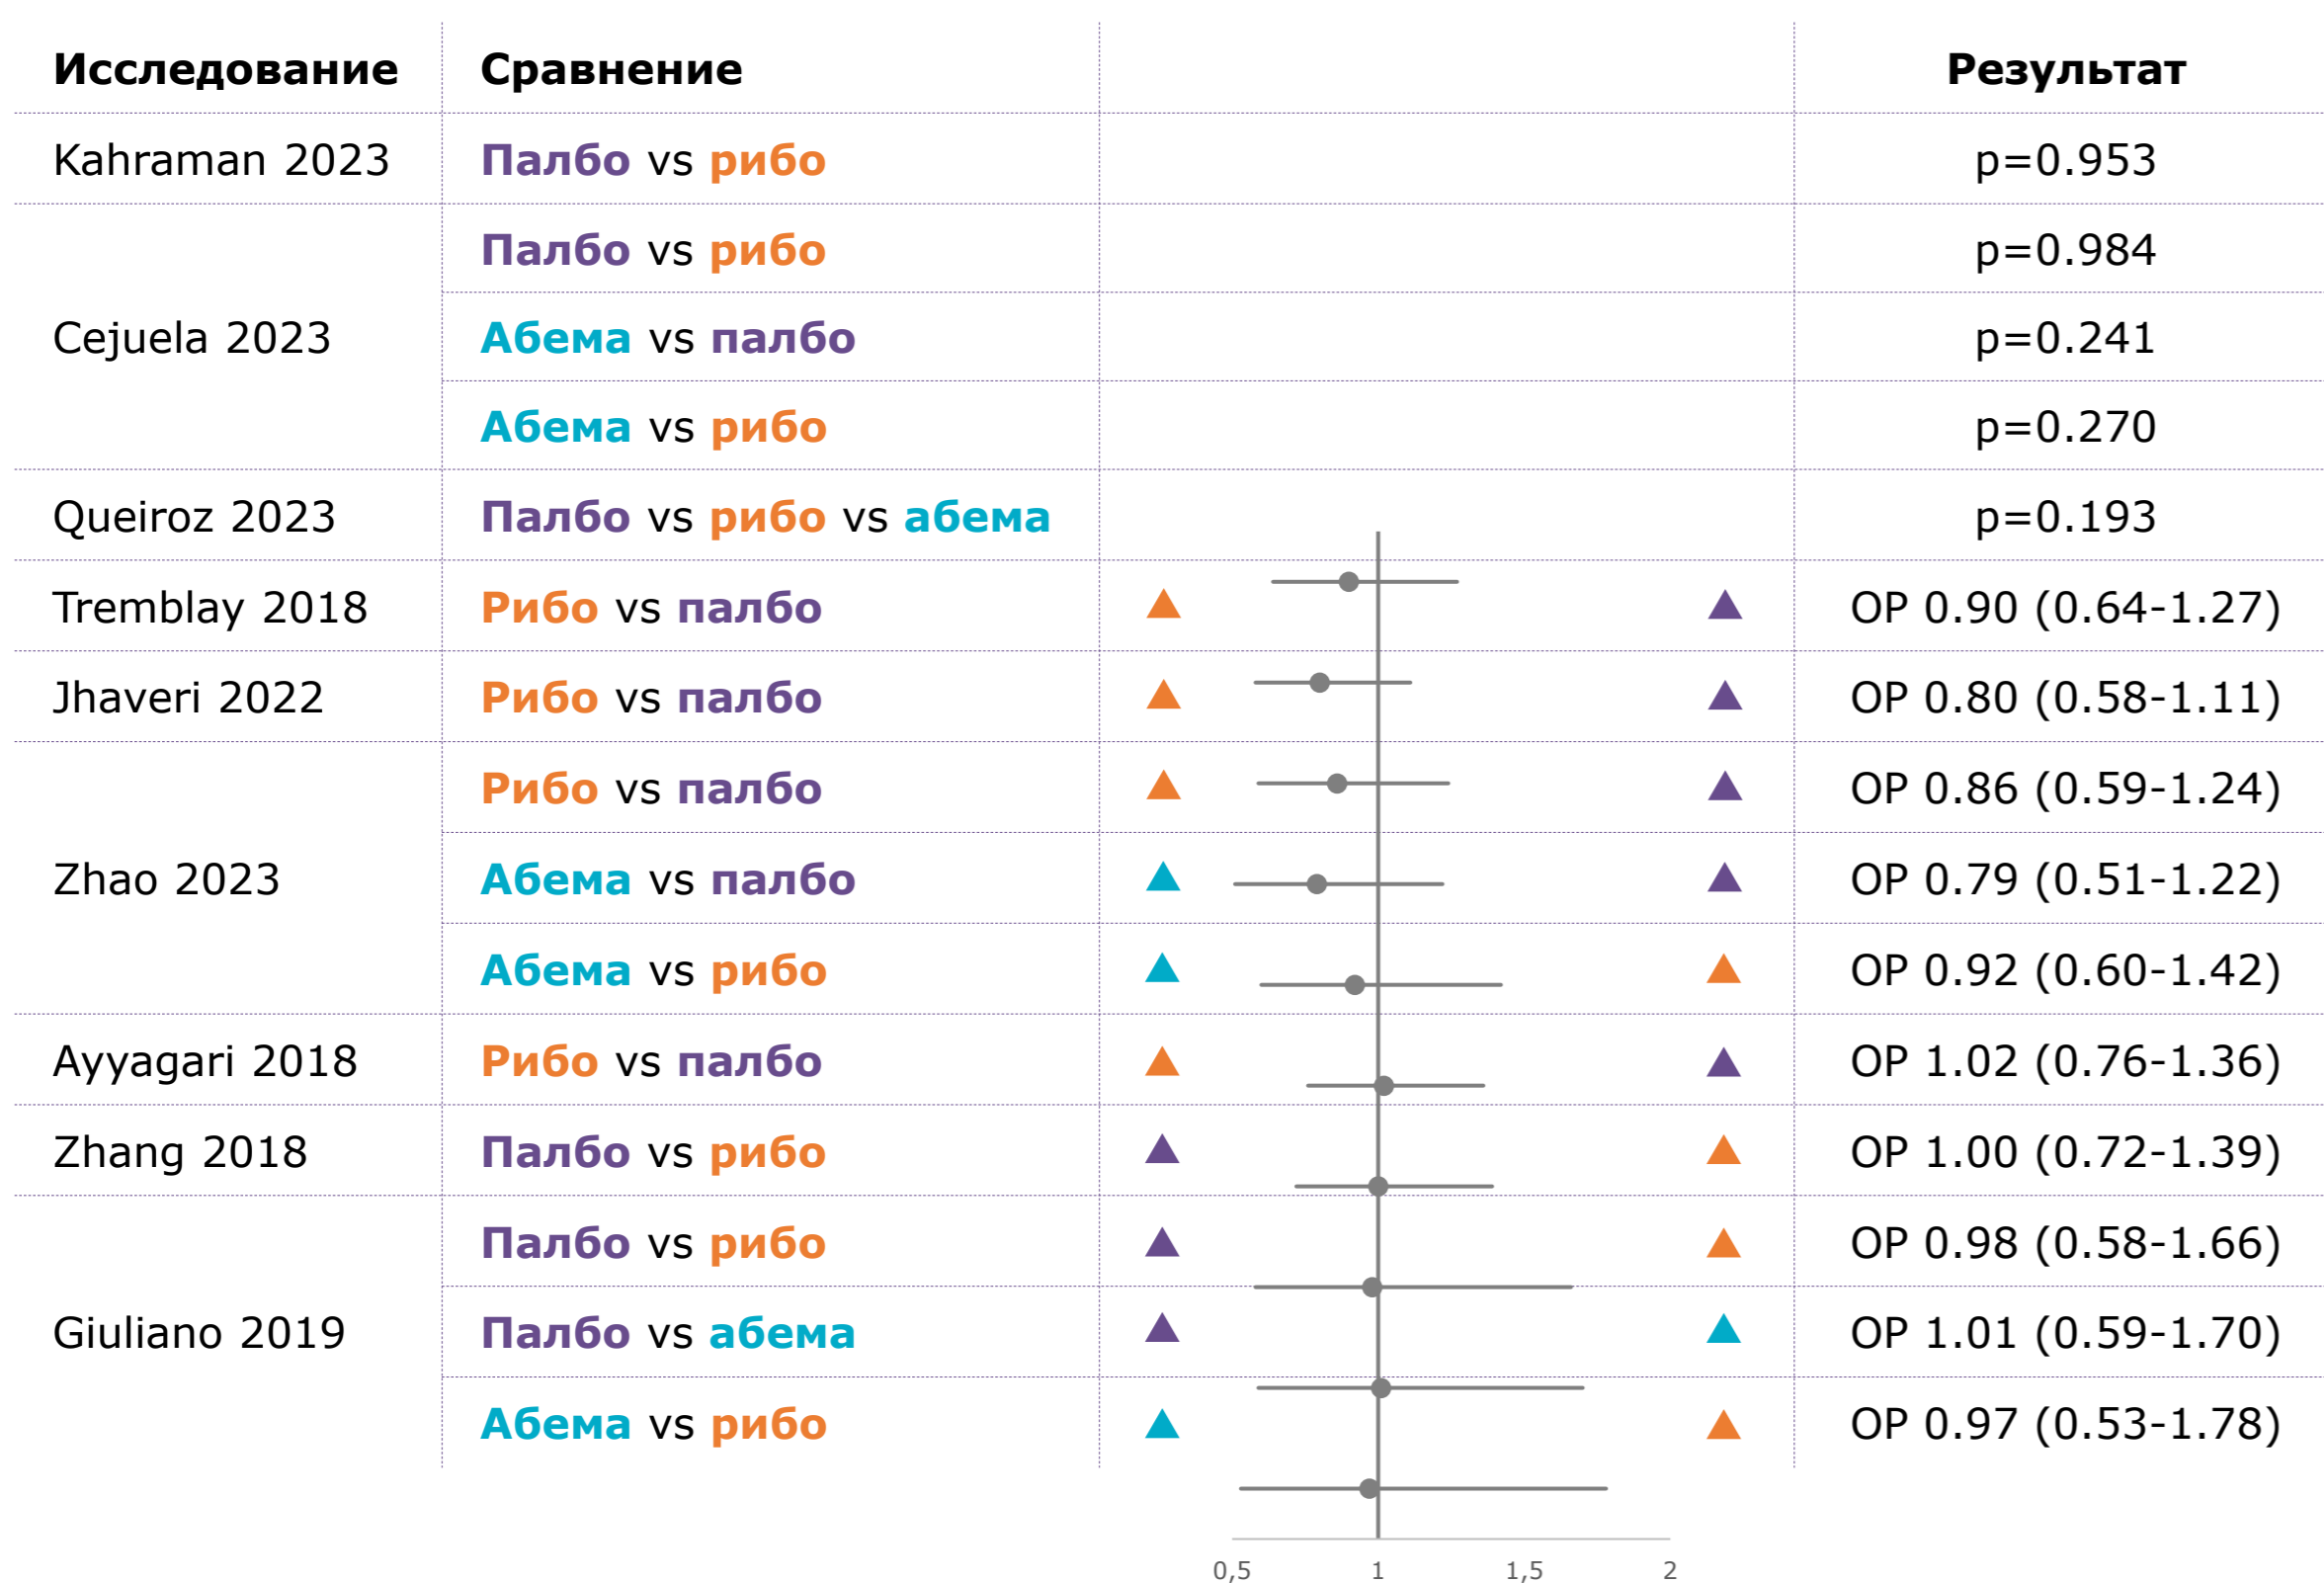 Исследование Сравнение Результат
Kahraman 2023 Палбо vs рибо p=0.953
Палбо vs рибо p=0.984
Cejuela 2023 Абема vs палбо p=0.241
Абема vs рибо p=0.270
Queiroz 2023 Палбо vs рибо vs абема p=0.193
Tremblay 2018 Рибо vs палбо ОР 0.90 (0.64-1.27)
Jhaveri 2022 Рибо vs палбо ОР 0.80 (0.58-1.11)
Рибо vs палбо ОР 0.86 (0.59-1.24)
Zhao 2023 Абема vs палбо ОР 0.79 (0.51-1.22)
Абема vs рибо ОР 0.92 (0.60-1.42)
Ayyagari 2018 Рибо vs палбо ОР 1.02 (0.76-1.36)
Zhang 2018 Палбо vs рибо ОР 1.00 (0.72-1.39)
Палбо vs рибо ОР 0.98 (0.58-1.66)
Giuliano 2019 Палбо vs абема ОР 1.01 (0.59-1.70)
Абема vs рибо ОР 0.97 (0.53-1.78)
0,5 1 1,5 2